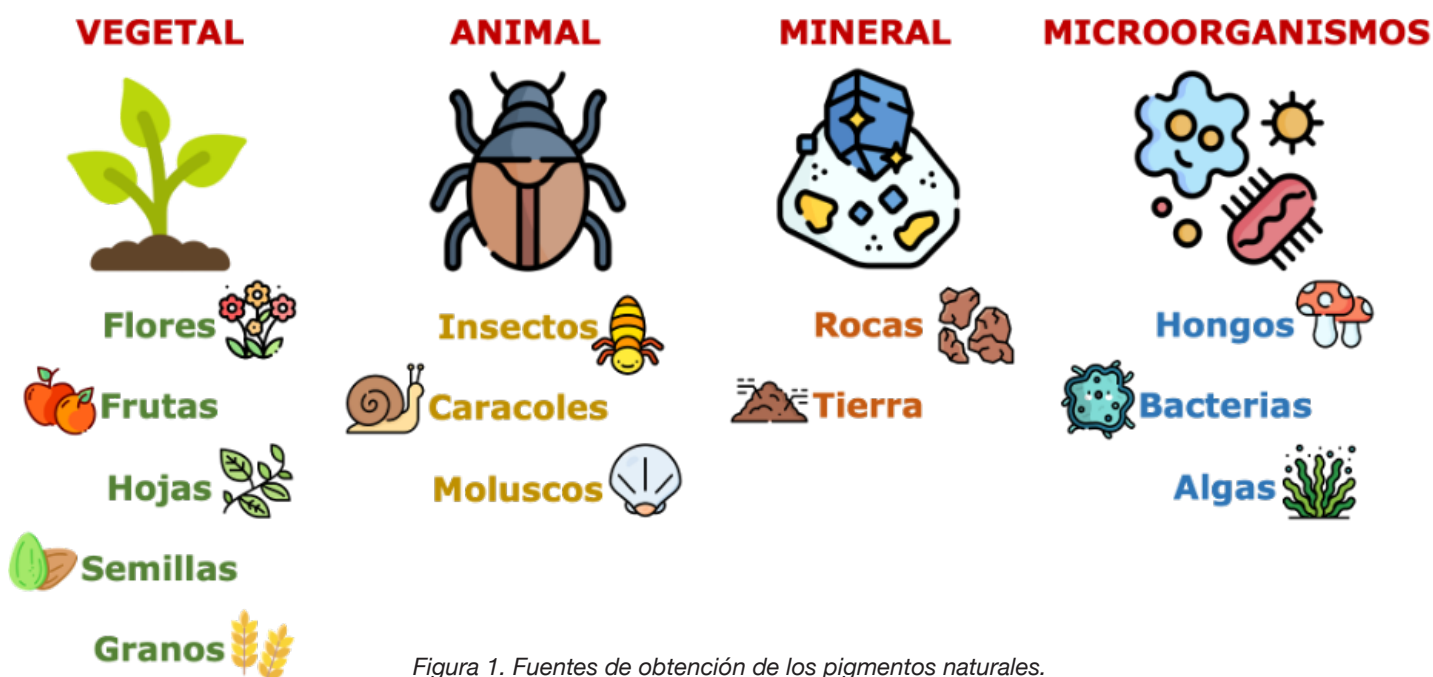 VEGETAL
Flores
Frutas
Hojas
Semillas
Granos
ANIMAL
Insectos
Caracoles
Moluscos
MINERAL
Rocas
Tierra
MICROORGANISMOS
Hongos
Bacterias
Algas
Figura 1. Fuentes de obtención de los pigmentos naturales.